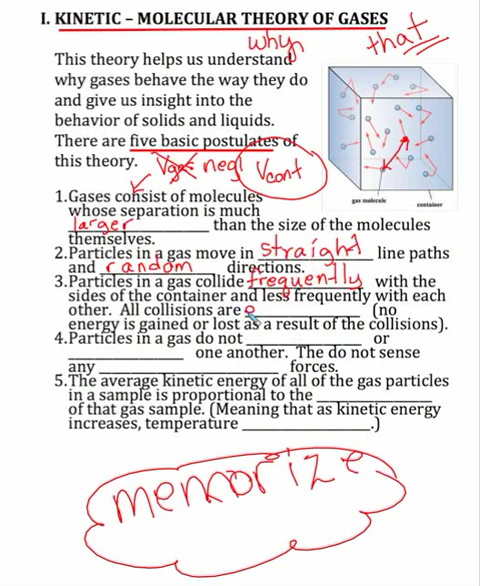 I. KINETIC – MOLECULAR THEORY OF GASES
why
that
This theory helps us understand
why gases behave the way they do
and give us insight into the
behavior of solids and liquids.
There are five basic postulates of
this theory.
Vgas negl Vcont
gas molecule
container
1.Gases consist of molecules
whose separation is much
larger than the size of the molecules
themselves.
2.Particles in a gas move in straight line paths
and random directions.
3.Particles in a gas collide frequently with the
sides of the container and less frequently with each
other. All collisions are e (no
energy is gained or lost as a result of the collisions).
4.Particles in a gas do not ____________ or
____________ one another. The do not sense
any ____________ forces.
5.The average kinetic energy of all of the gas particles
in a sample is proportional to the ____________
of that gas sample. (Meaning that as kinetic energy
increases, temperature ____________.)
memorize